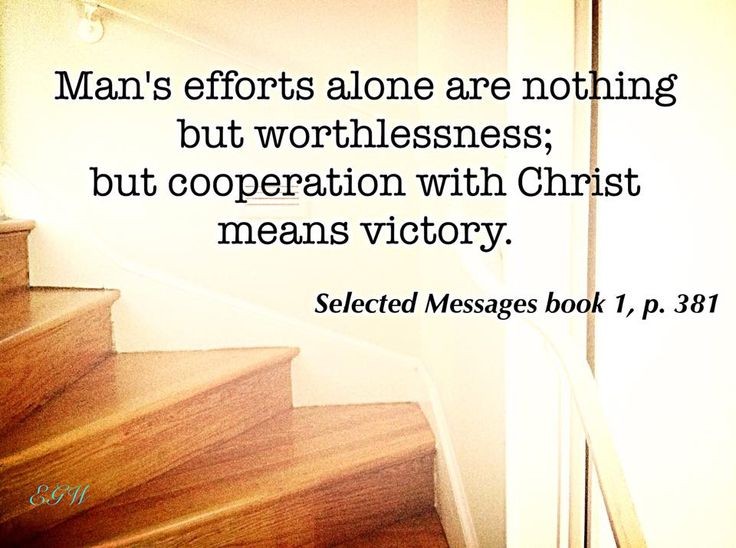 Man's efforts alone are nothing
but worthlessness;
but cooperation with Christ
means victory.
Selected Messages book 1, p. 381
EGW